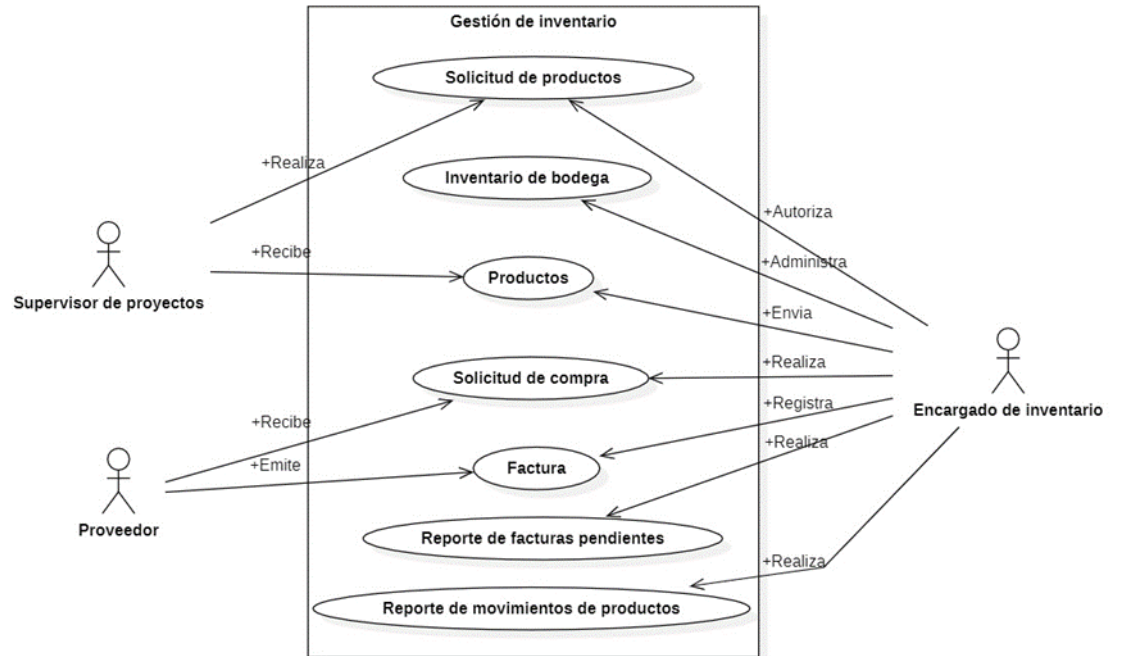 Gestión de inventario
Solicitud de productos
+Realiza
Inventario de bodega
+Autoriza
+Recibe
+Administra
Productos
Supervisor de proyectos
+Envia
+Realiza
Solicitud de compra
+Registra
Encargado de inventario
+Recibe
+Realiza
+Emite
Factura
Proveedor
Reporte de facturas pendientes
+Realiza
Reporte de movimientos de productos